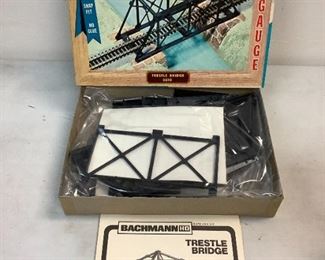 SNAP
FIT
NO
GLUE
GAUGE
TRESTLE BRIDGE
BACHMANN HO
TRESTLE
BRIDGE